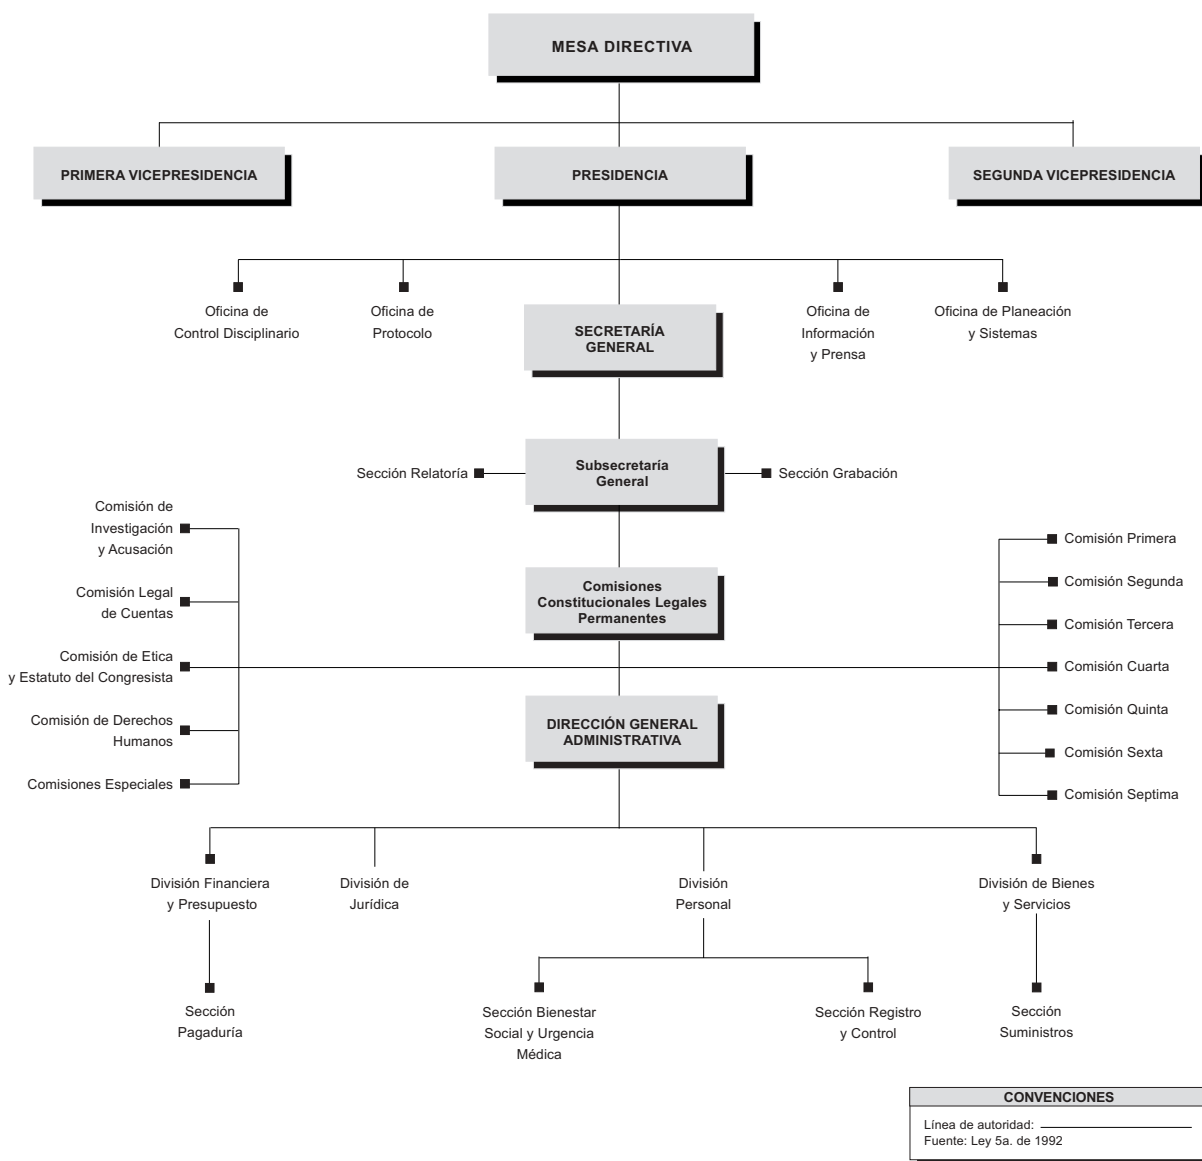 MESA DIRECTIVA
PRIMERA VICEPRESIDENCIA
PRESIDENCIA
SEGUNDA VICEPRESIDENCIA
Oficina de
Control Disciplinario
Oficina de
Protocolo
Oficina de
Información
y Prensa
Oficina de Planeación
y Sistemas
SECRETARÍA
GENERAL
Sección Relatoría
Subsecretaría
General
Sección Grabación
Comisión de
Investigación
y Acusación
Comisión Legal
de Cuentas
Comisión de Etica
y Estatuto del Congresista
Comisión de Derechos
Humanos
Comisiones Especiales
Comisiones
Constitucionales Legales
Permanentes
Comisión Primera
Comisión Segunda
Comisión Tercera
Comisión Cuarta
Comisión Quinta
Comisión Sexta
Comisión Septima
DIRECCIÓN GENERAL
ADMINISTRATIVA
División Financiera
y Presupuesto
División de
Jurídica
División
Personal
División de Bienes
y Servicios
Sección
Pagaduría
Sección Bienestar
Social y Urgencia
Médica
Sección Registro
y Control
Sección
Suministros
CONVENCIONES
Línea de autoridad:
Fuente: Ley 5a. de 1992